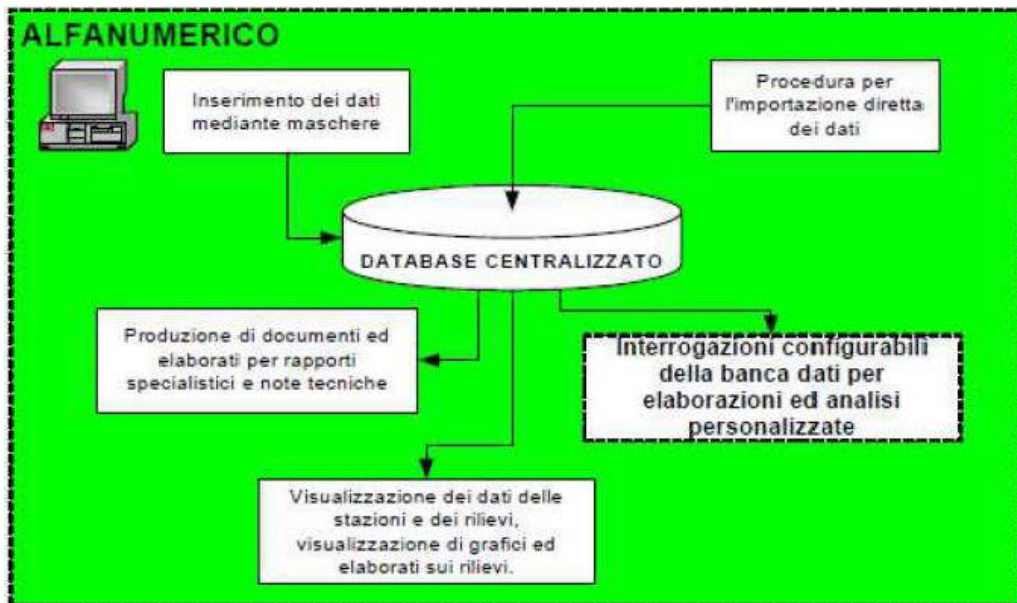 ALFANUMERICO
Inserimento dei dati
mediante maschere
Procedura per
l'importazione diretta
dei dati
DATABASE CENTRALIZZATO
Produzione di documenti ed
elaborati per rapporti
specialistici e note tecniche
Interrogazioni configurabili
della banca dati per
elaborazioni ed analisi
personalizzate
Visualizzazione dei dati delle
stazioni e dei rilievi,
visualizzazione di grafici ed
elaborati sui rilievi.